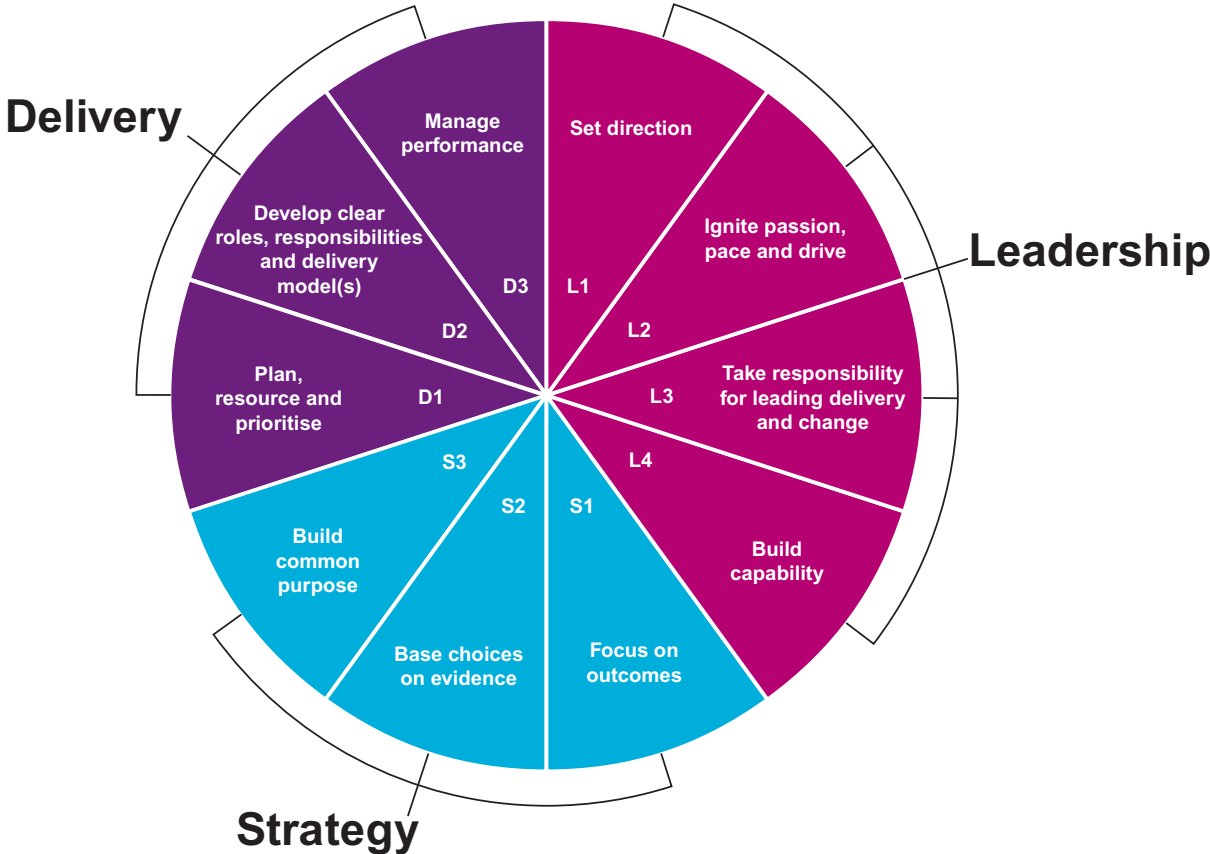 Delivery
Manage
performance
D3
Develop clear
roles, responsibilities
and delivery
model(s)
D2
Plan,
resource and
prioritise
D1
Leadership
Set direction
L1
Ignite passion,
pace and drive
L2
Take responsibility
for leading delivery
and change
L3
Build
capability
L4
Strategy
Focus on
outcomes
S1
Base choices
on evidence
S2
Build
common
purpose
S3